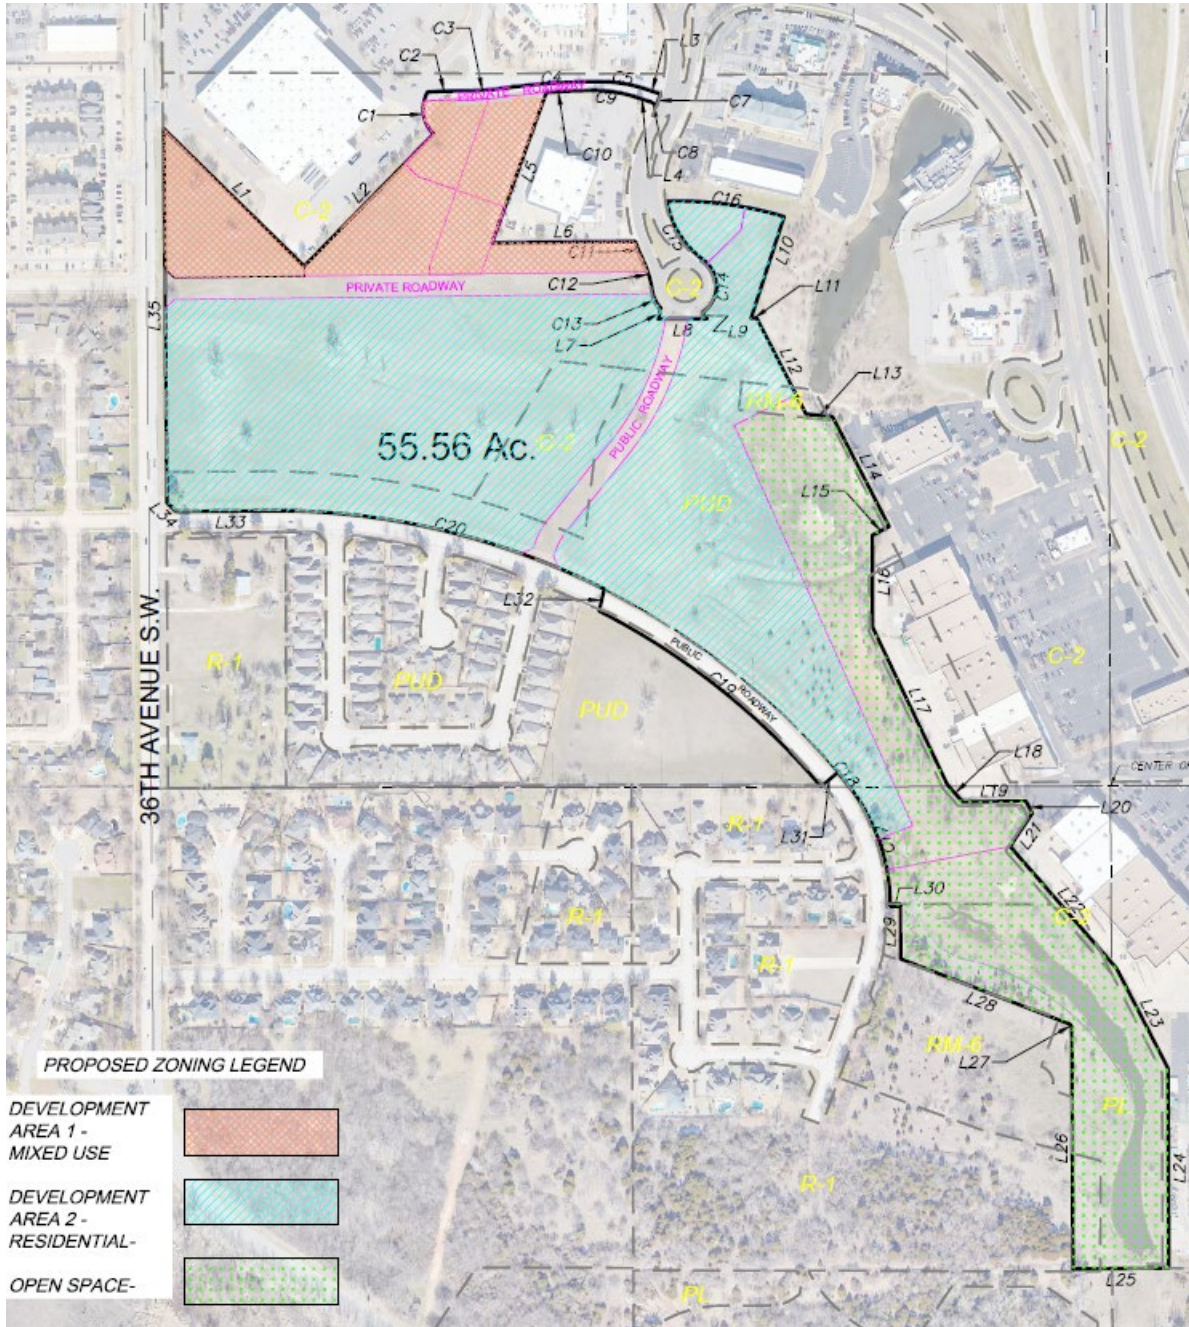 C3
C2
L3
C4
C5
PRIVATE ROADWAY
C9
C7
C1
C10
C8
L4
L5
L1
L2
C-2
C16
L6
C15
L10
C11
C12
PRIVATE ROADWAY
C-2
C14
L11
L35
C13
L7
L8
L9
L12
L13
RM-6
PUBLIC ROADWAY
55.56 Ac.
C-2
C-2
L14
L15
PUD
L34
L33
C20
L16
L32
36TH AVENUE S.W.
R-1
PUD
PUD
PUBLIC
C19
ROADWAY
C-2
L17
L18
CENTER
C18
L19
L20
L31
R-1
L21
L30
L22
C-2
R-1
L29
R-1
L28
L23
RM-6
L27
PROPOSED ZONING LEGEND
DEVELOPMENT
AREA 1 -
MIXED USE
PL
L26
L24
R-1
DEVELOPMENT
AREA 2 -
RESIDENTIAL-
OPEN SPACE-
L25
PL